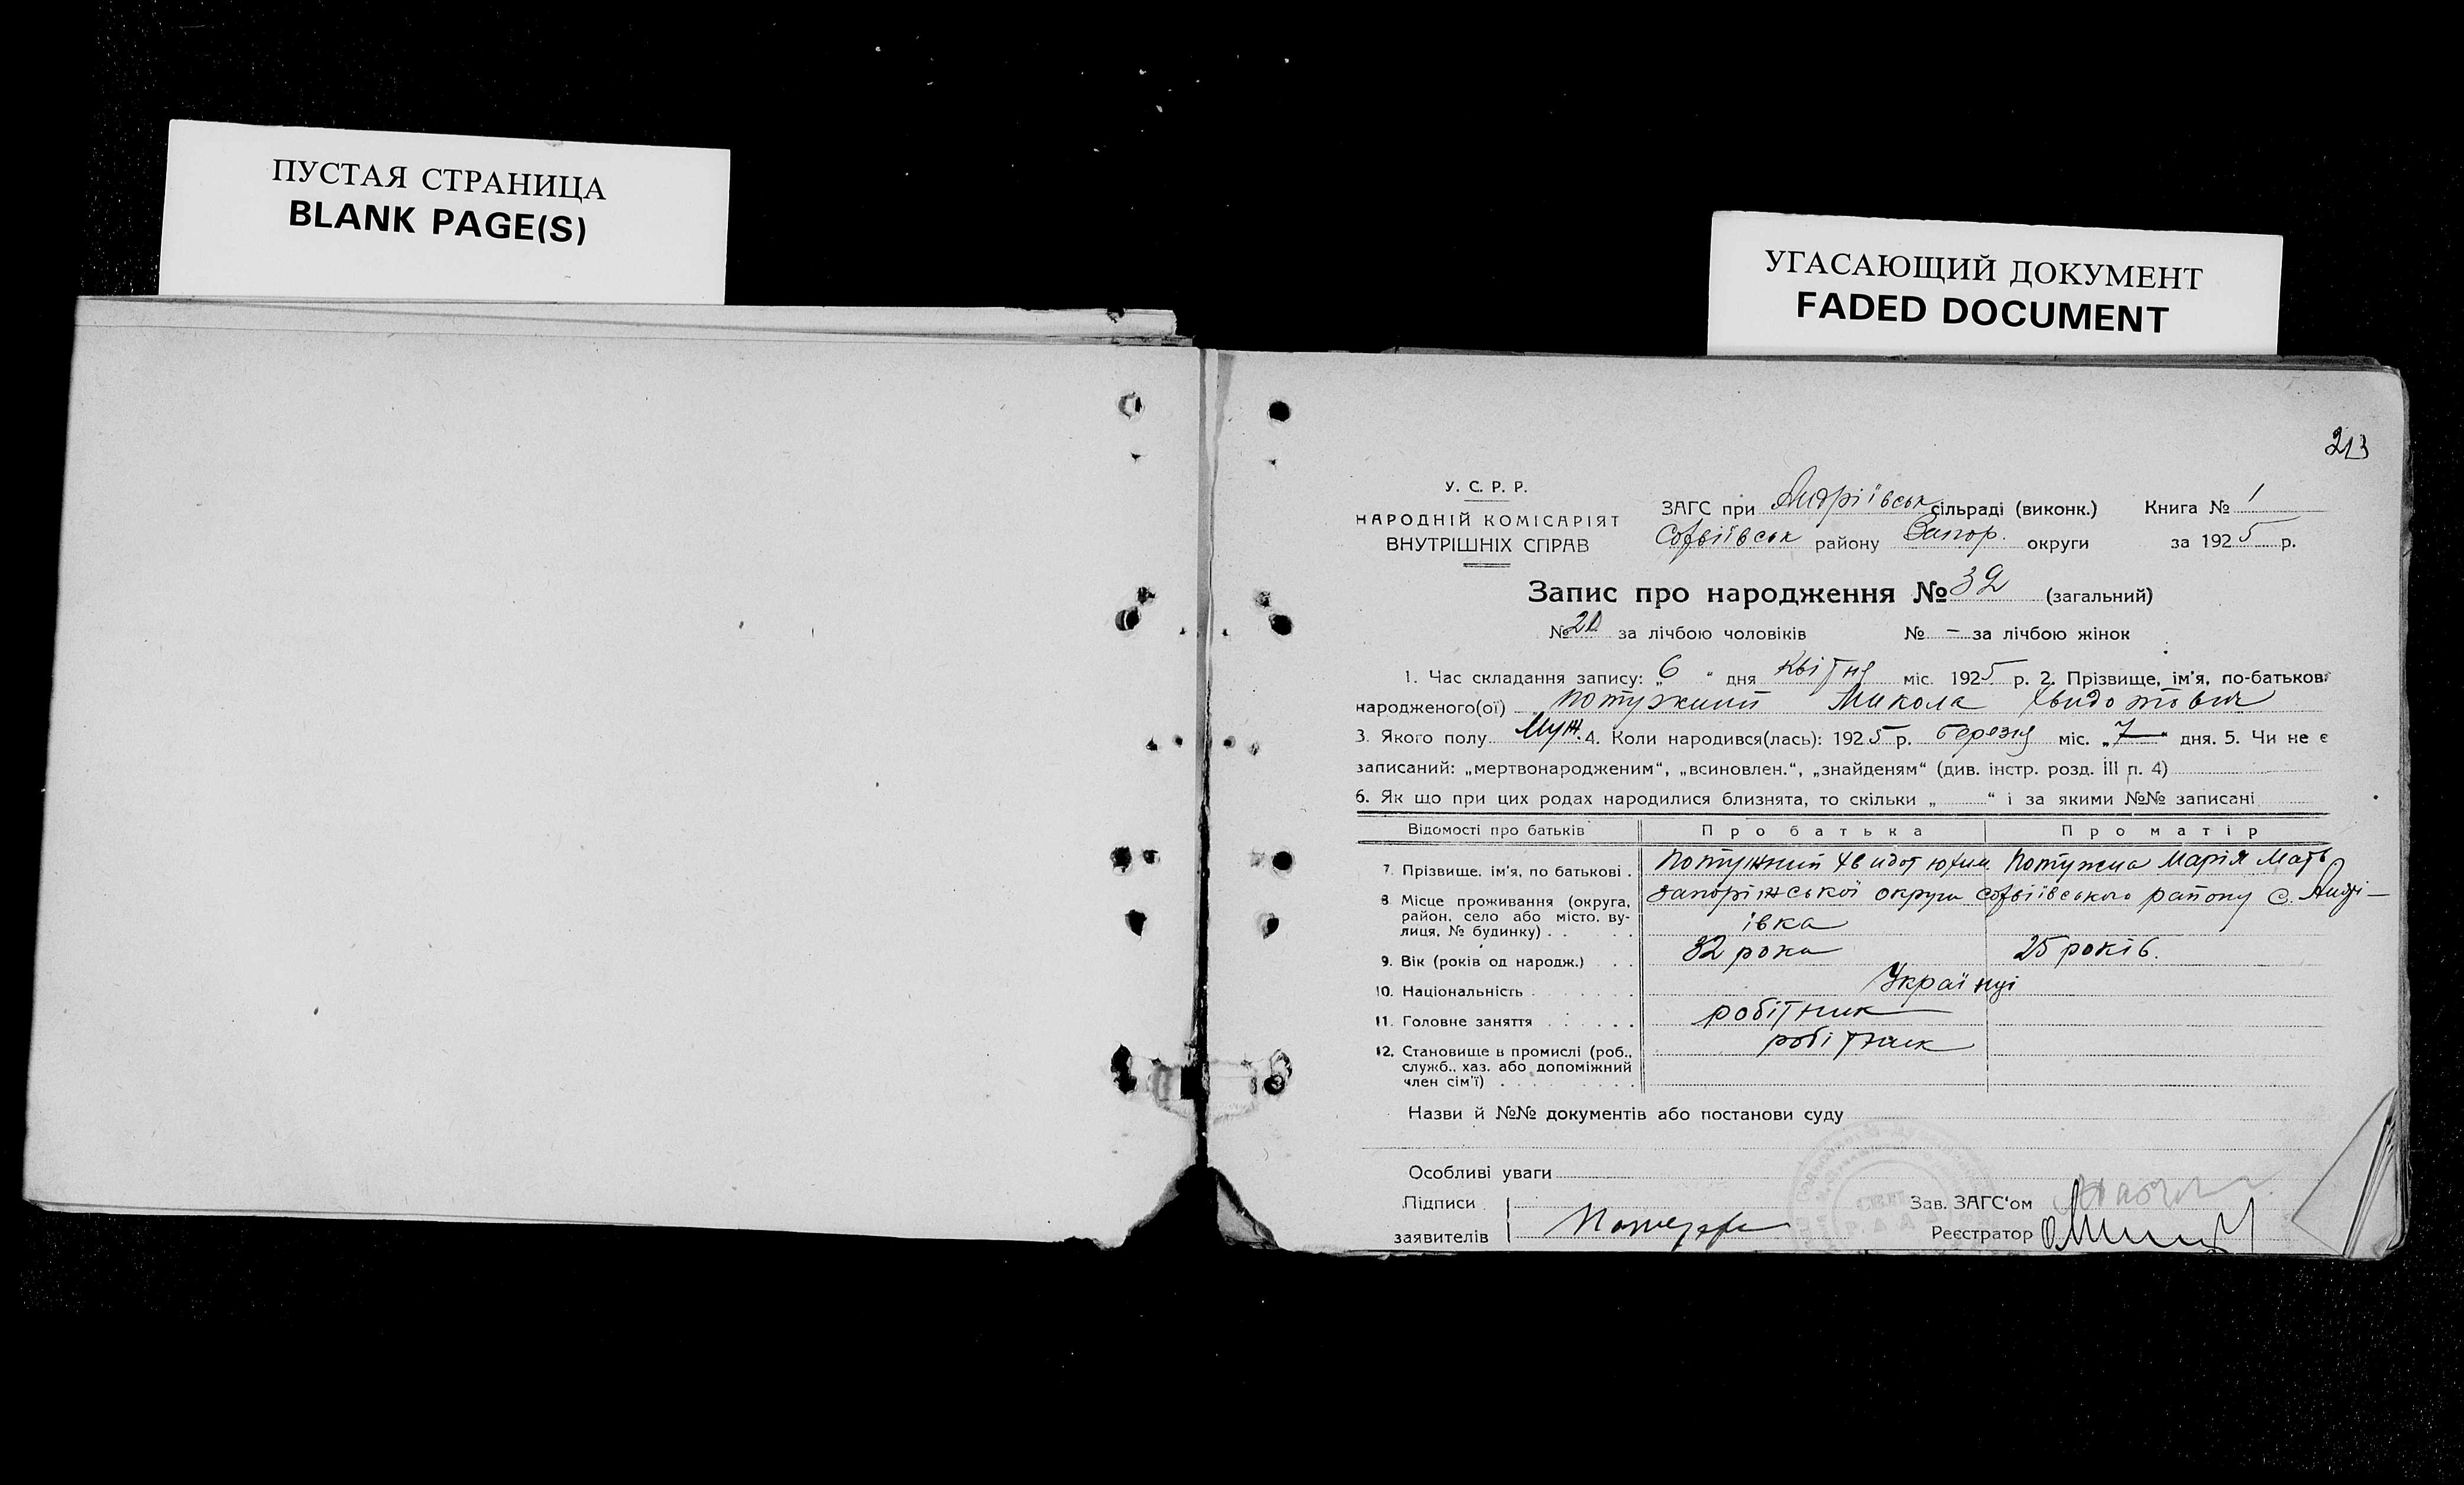 ПУСТАЯ СТРАНИЦА
BLANK PAGE(S)
УГАСАЮЩИЙ ДОКУМЕНТ
FADED DOCUMENT
213
У. С. Р. Р.
НАРОДНІЙ КОМІСАРІЯТ
ВНУТРІШНІХ СПРАВ
ЗАГС при Андріївськ сільраді (виконк.) Книга № 1
Софіївськ району Запор. округи за 1925 р.
Запис про народження № 32 (загальний)
№ за лічбою чоловіків № — за лічбою жінок
1. Час складання запису: „6“ дня квітня міс. 1925 р. 2. Прізвище, ім'я, по-батькові
народженого(ої) Потужний Микола Хвидотович
3. Якого полу Муж. 4. Коли народився(лась): 1925 р. березня міс. „7“ дня. 5. Чи не є
записаний: „мертвонародженим“, „всиновлен.“, „знайденям“ (див. інстр. розд. III п. 4)
6. Як що при цих родах народилися близнята, то скільки „ “ і за якими №№ записані
Відомості про батьків Про батька Про матір
7. Прізвище, ім'я, по батькові . Потужний Хвидот Юхим. Потужна Марія Матв
8 Місце проживання (округа, район, село або місто, вулиця, № будинку) . . Запоріжської округи Софіївського району С. Андрі—
івка
9. Вік (років од народж.) . . 32 рока 25 років.
10. Національність . . . . . . . Українці
11. Головне заняття . . . . . . робітник
12. Становище в промислі (роб., робітник
служб., хаз. або допоміжний
член сім'ї) . . . . . . . . . .
Назви й №№ документів або постанови суду
Особливі уваги
Підписи
заявителів
Зав. ЗАГС'ом
Реєстратор